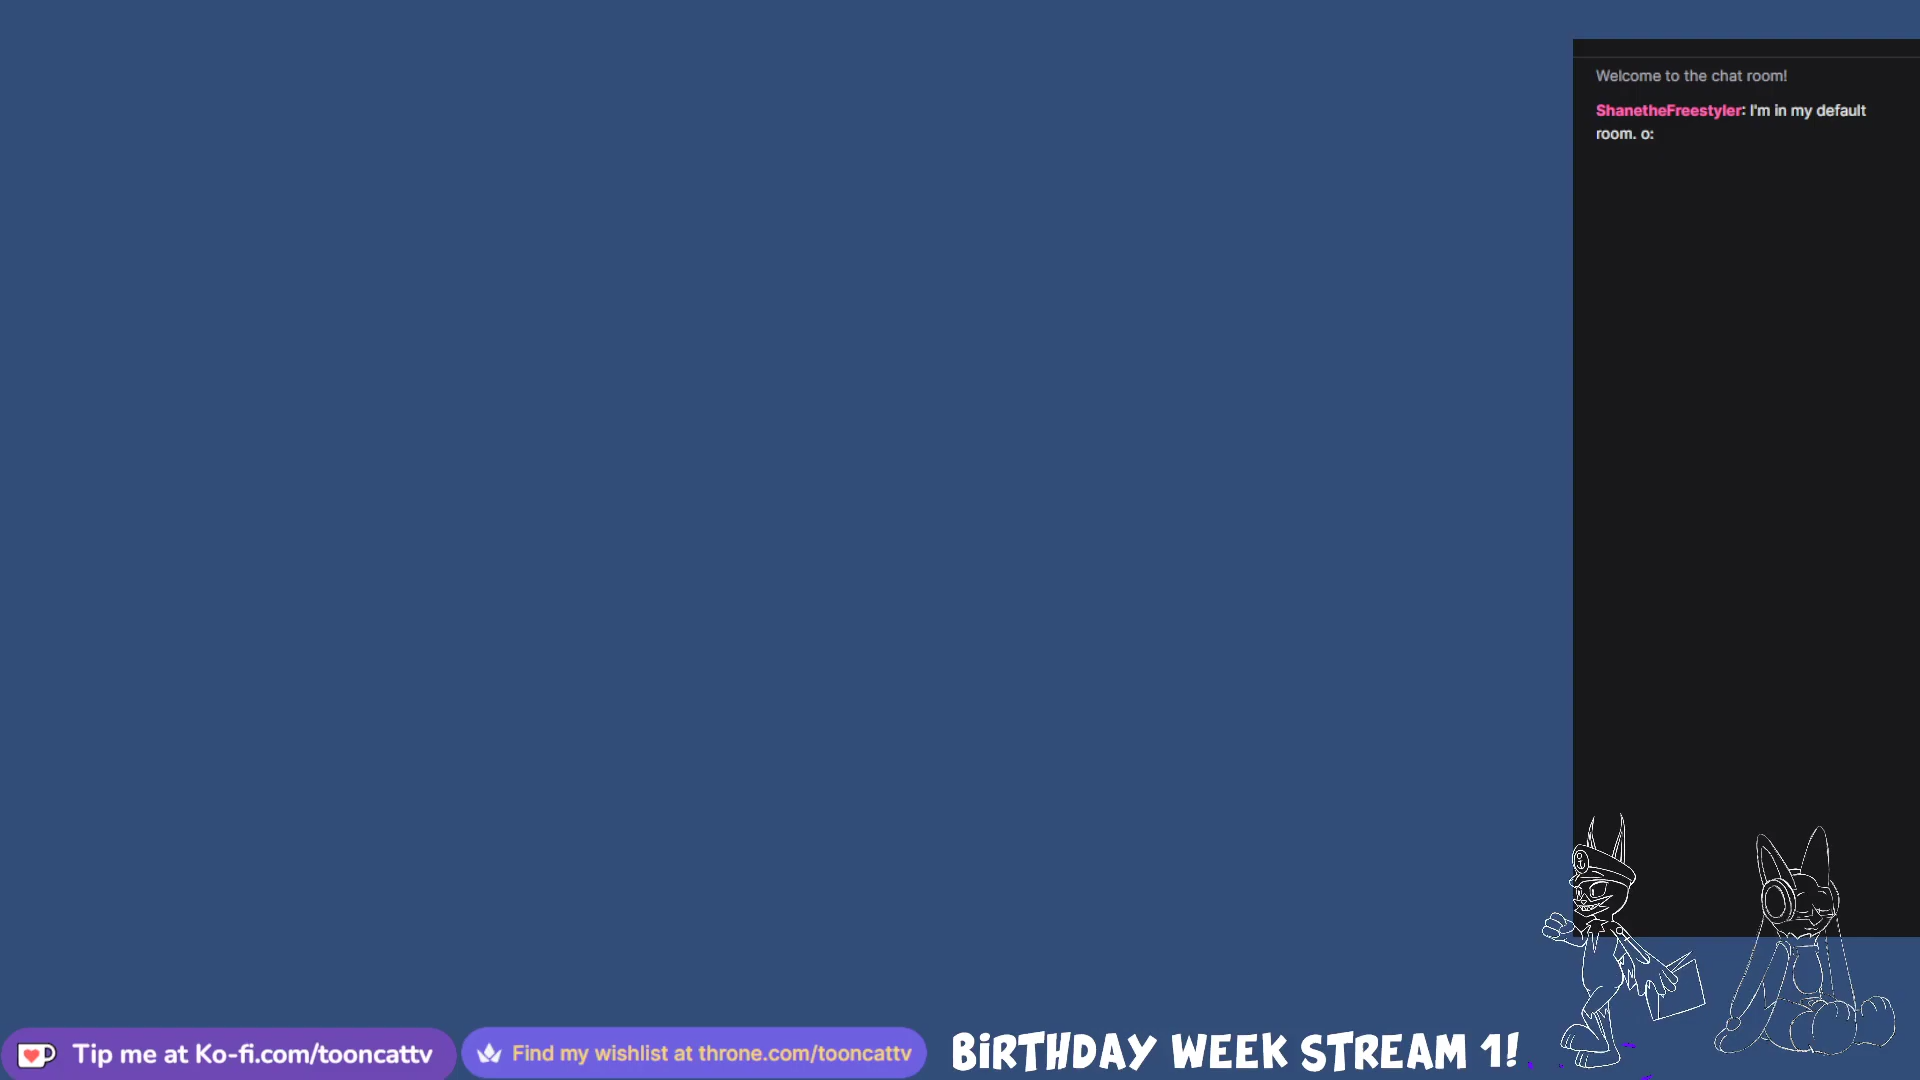 Welcome to the chat room!
ShanetheFreestyler: I'm in my default
room. o:
Tip me at Ko-fi.com/tooncattv
Find my wishlist at throne.com/tooncattv
BiRTHDAY WEEK STREAM 1!